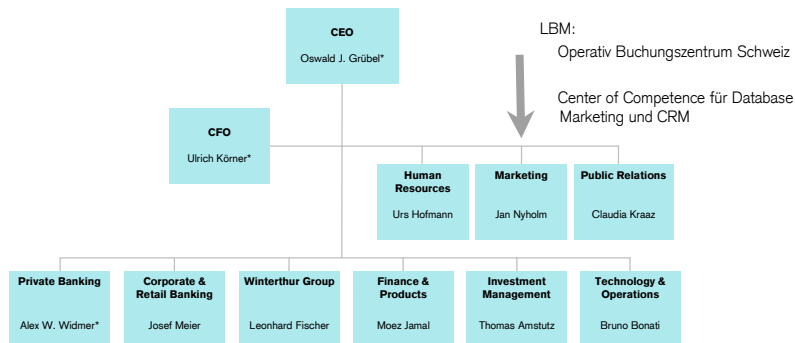 CEO
Oswald J. Grübel*
LBM:
Operativ Buchungszentrum Schweiz
Center of Competence für Database
Marketing und CRM
CFO
Ulrich Körner*
Human
Resources
Urs Hofmann
Marketing
Jan Nyholm
Public Relations
Claudia Kraaz
Private Banking
Alex W. Widmer*
Corporate &
Retail Banking
Josef Meier
Winterthur Group
Leonhard Fischer
Finance &
Products
Moez Jamal
Investment
Management
Thomas Amstutz
Technology &
Operations
Bruno Bonati